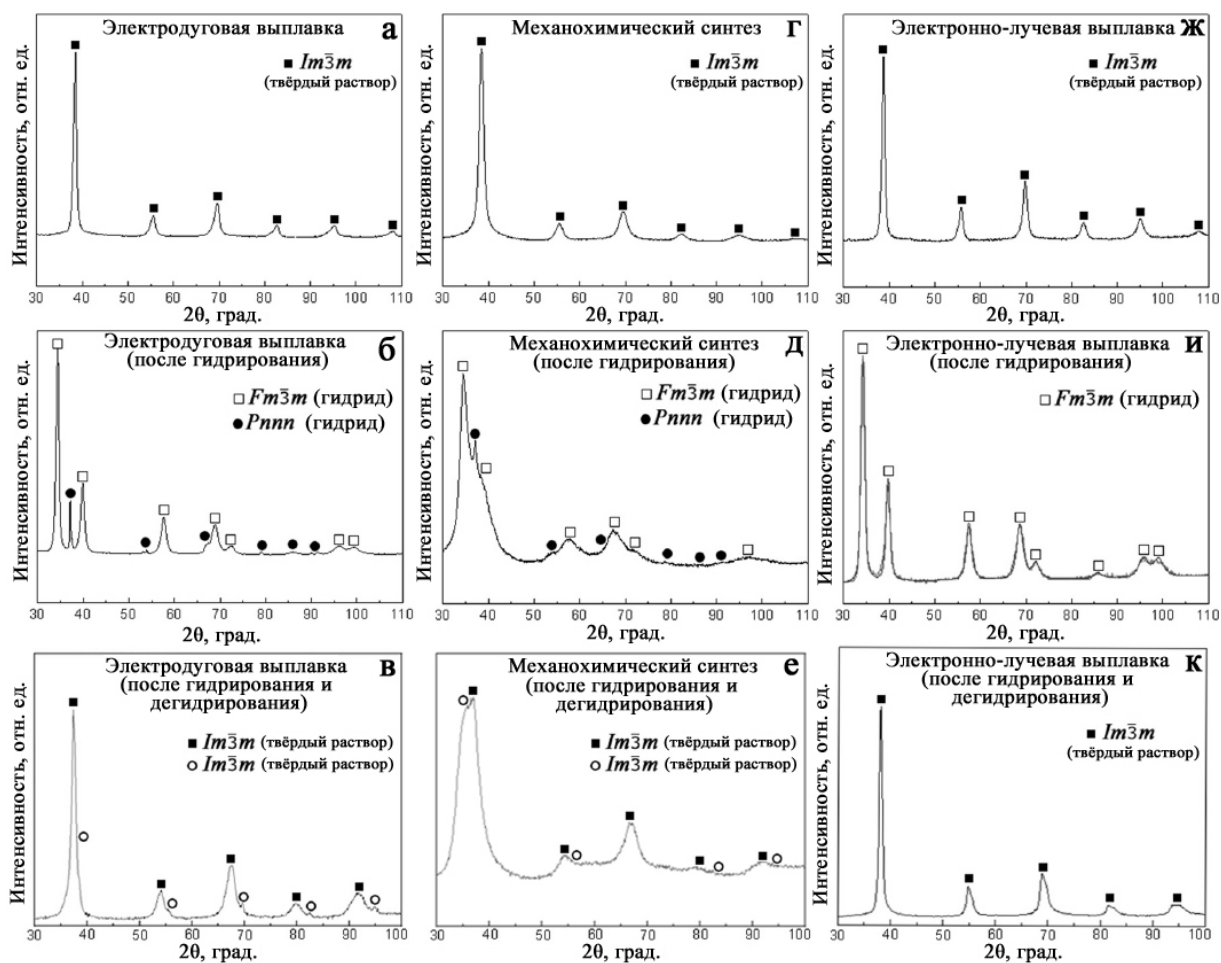 Электродуговая выплавка
а
■ Im3̅m
(твёрдый раствор)
Интенсивность, отн. ед.
30 40 50 60 70 80 90 100 110
2θ, град.
Механохимический синтез
г
■ Im3̅m
(твёрдый раствор)
Интенсивность, отн. ед.
30 40 50 60 70 80 90 100 110
2θ, град.
Электронно-лучевая выплавка
ж
■ Im3̅m
(твёрдый раствор)
Интенсивность, отн. ед.
30 40 50 60 70 80 90 100 110
2θ, град.
Электродуговая выплавка
(после гидрирования)
б
□ Fm3̅m (гидрид)
● Pnnn (гидрид)
Интенсивность, отн. ед.
30 40 50 60 70 80 90 100 110
2θ, град.
Механохимический синтез
(после гидрирования)
д
□ Fm3̅m (гидрид)
● Pnnn (гидрид)
Интенсивность, отн. ед.
30 40 50 60 70 80 90 100 110
2θ, град.
Электронно-лучевая выплавка
(после гидрирования)
и
□ Fm3̅m (гидрид)
Интенсивность, отн. ед.
30 40 50 60 70 80 90 100 110
2θ, град.
Электродуговая выплавка
(после гидрирования и
дегидрирования)
в
■ Im3̅m (твёрдый раствор)
○ Im3̅m (твёрдый раствор)
Интенсивность, отн. ед.
30 40 50 60 70 80 90 100
2θ, град.
Механохимический синтез
(после гидрирования и
дегидрирования)
е
■ Im3̅m (твёрдый раствор)
○ Im3̅m (твёрдый раствор)
Интенсивность, отн. ед.
30 40 50 60 70 80 90 100
2θ, град.
Электронно-лучевая выплавка
(после гидрирования и
дегидрирования)
к
■ Im3̅m
(твёрдый раствор)
Интенсивность, отн. ед.
30 40 50 60 70 80 90 100
2θ, град.